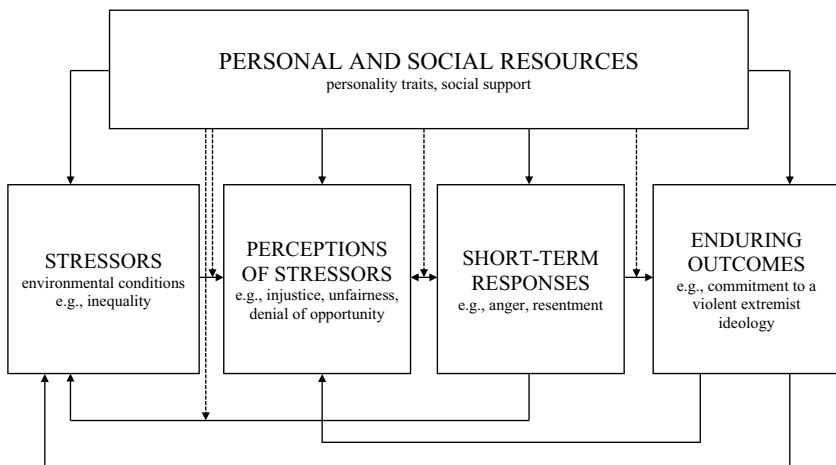 PERSONAL AND SOCIAL RESOURCES
personality traits, social support
STRESSORS
environmental conditions
e.g., inequality
PERCEPTIONS
OF STRESSORS
e.g., injustice, unfairness,
denial of opportunity
SHORT-TERM
RESPONSES
e.g., anger, resentment
ENDURING
OUTCOMES
e.g., commitment to a
violent extremist
ideology